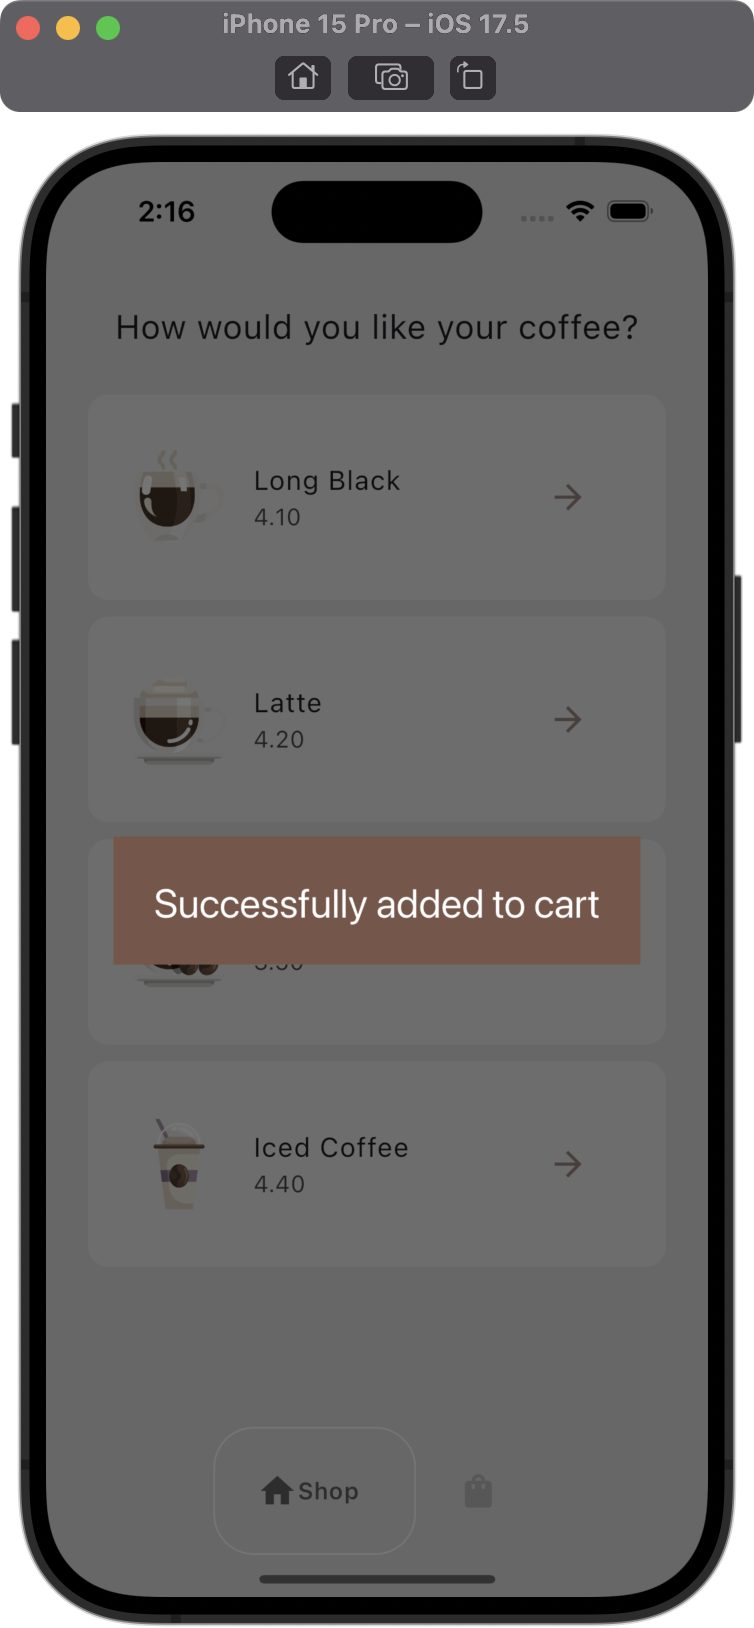 iPhone 15 Pro – iOS 17.5
2:16
How would you like your coffee?
Long Black
4.10
Latte
4.20
Successfully added to cart
Iced Coffee
4.40
Shop